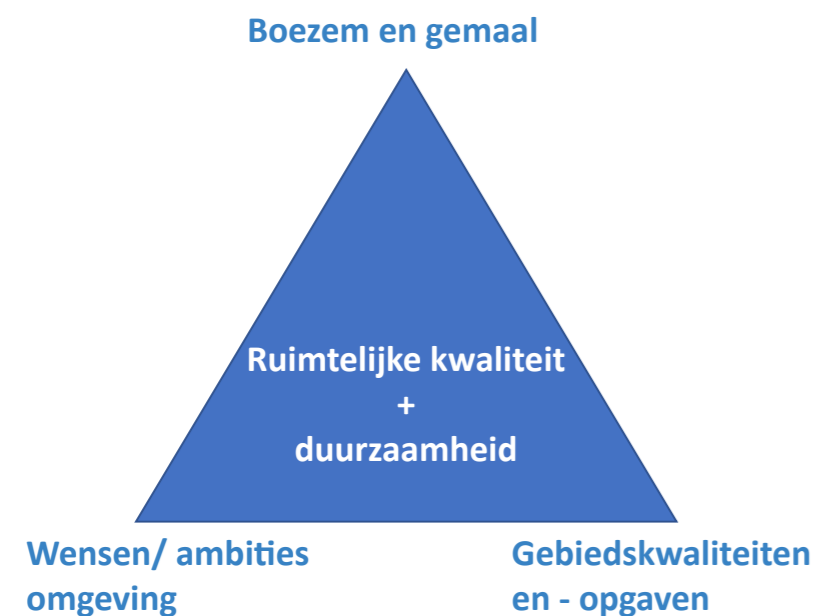 Boezem en gemaal
Ruimtelijke kwaliteit
+
duurzaamheid
Wensen/ ambities
omgeving
Gebiedskwaliteiten
en - opgaven